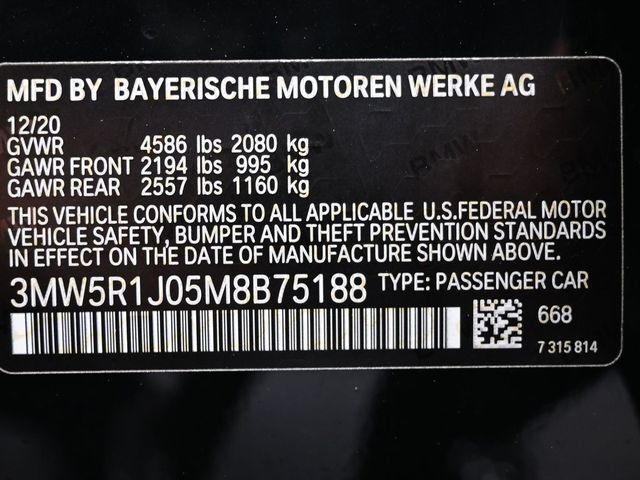 MFD BY BAYERISCHE MOTOREN WERKE AG
12/20
GVWR 4586 lbs 2080 kg
GAWR FRONT 2194 lbs 995 kg
GAWR REAR 2557 lbs 1160 kg
THIS VEHICLE CONFORMS TO ALL APPLICABLE U.S.FEDERAL MOTOR
VEHICLE SAFETY, BUMPER AND THEFT PREVENTION STANDARDS
IN EFFECT ON THE DATE OF MANUFACTURE SHOWN ABOVE.
3MW5R1J05M8B75188 TYPE: PASSENGER CAR
668
7 315 814
BMW